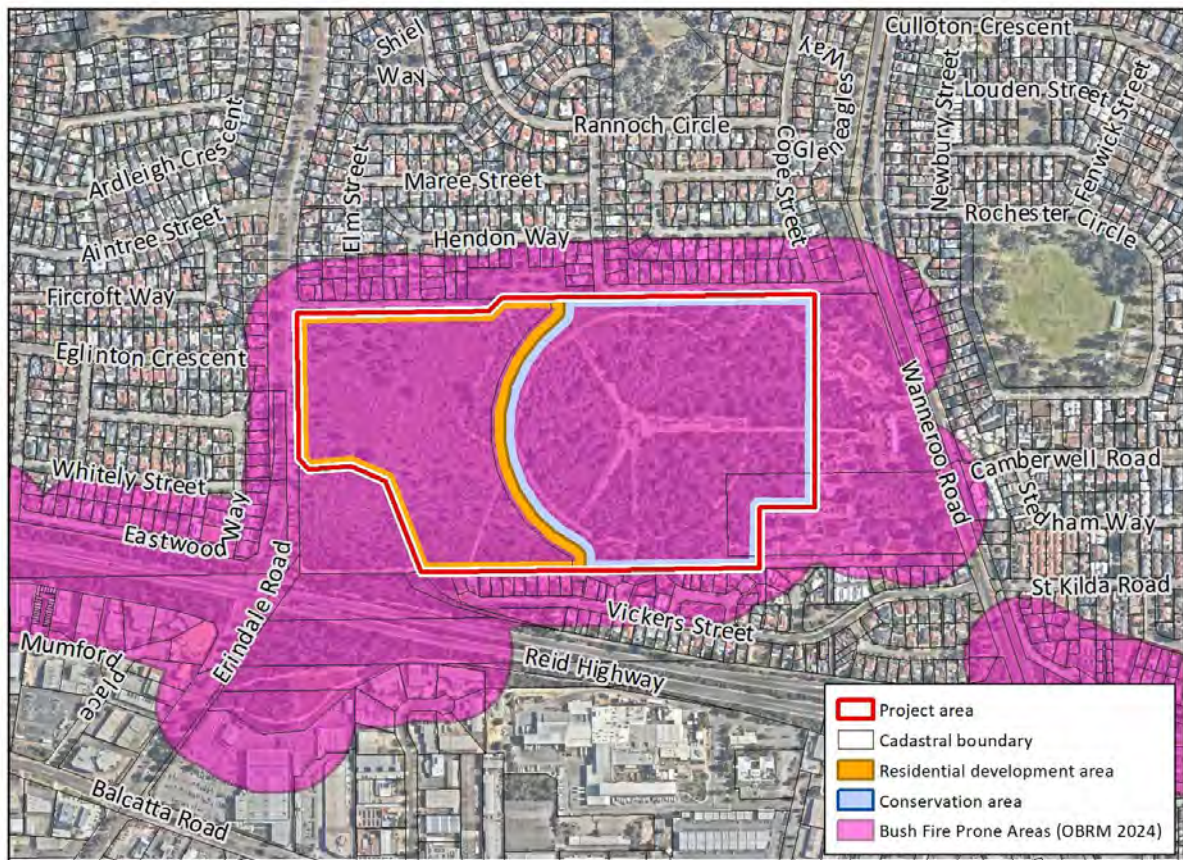 Culloton Crescent
Shiel
Way
Gleneagles
Way
Newbury Street
Louden Street
Fenwick Street
Rannoch Circle
Ardleigh Crescent
Coode Street
Elm Street
Maree Street
Aintree Street
Hendon Way
Rochester Circle
Fircroft Way
Eglinton Crescent
Wanneroo Road
Whitely Street
Camberwell Road
Stedham Way
Eastwood Way
Erindale Road
St Kilda Road
Vickers Street
Mumford
Place
Reid Highway
Balcatta Road
Project area
Cadastral boundary
Residential development area
Conservation area
Bush Fire Prone Areas (OBRM 2024)